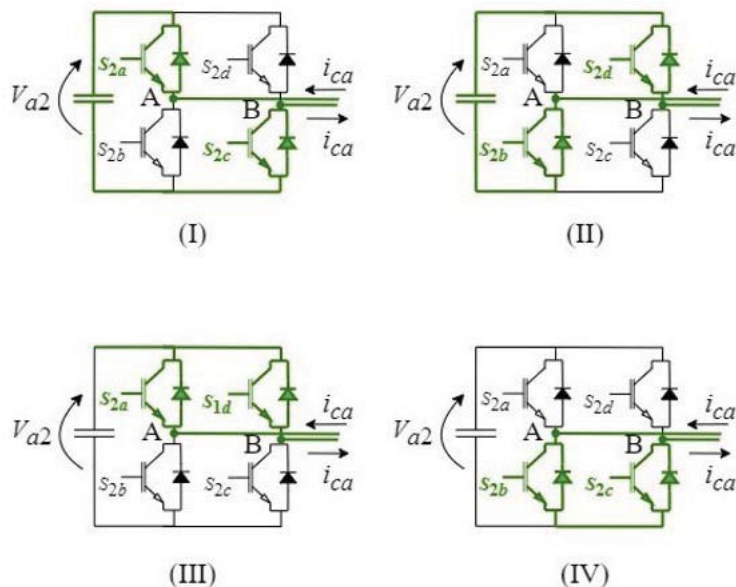 s2a s2d ica
Va2 A B
s2b s2c ica
(I)
s2a s2d ica
Va2 A B
s2b s2c ica
(II)
s2a s1d ica
Va2 A B
s2b s2c ica
(III)
s2a s2d ica
Va2 A B
s2b s2c ica
(IV)